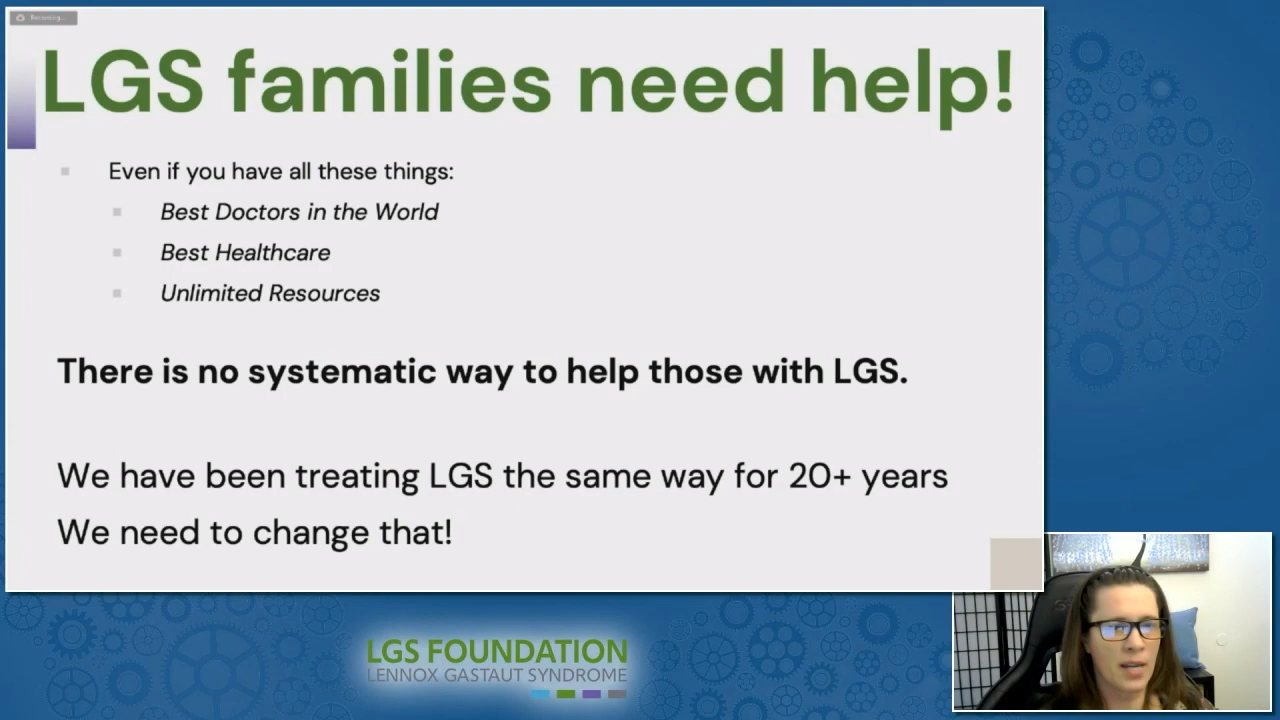 Recording...
LGS families need help!
Even if you have all these things:
Best Doctors in the World
Best Healthcare
Unlimited Resources
There is no systematic way to help those with LGS.
We have been treating LGS the same way for 20+ years
We need to change that!
LGS FOUNDATION
LENNOX GASTAUT SYNDROME